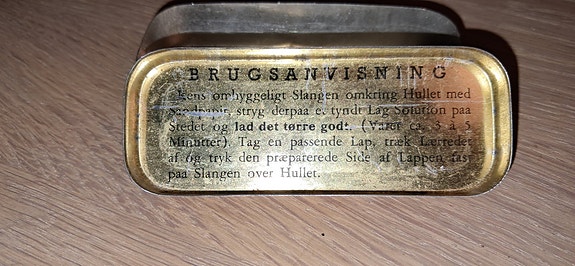 BRUGSANVISNING
Rens omhyggeligt Slangen omkring Hullet med
Sandpapir, stryg derpaa et tyndt Lag Solution paa
Stedet og lad det tørre godt. (Varer ca. 3 à 5
Minutter). Tag en passende Lap, træk Lærredet
af og tryk den præparerede Side af Lappen fast
paa Slangen over Hullet.